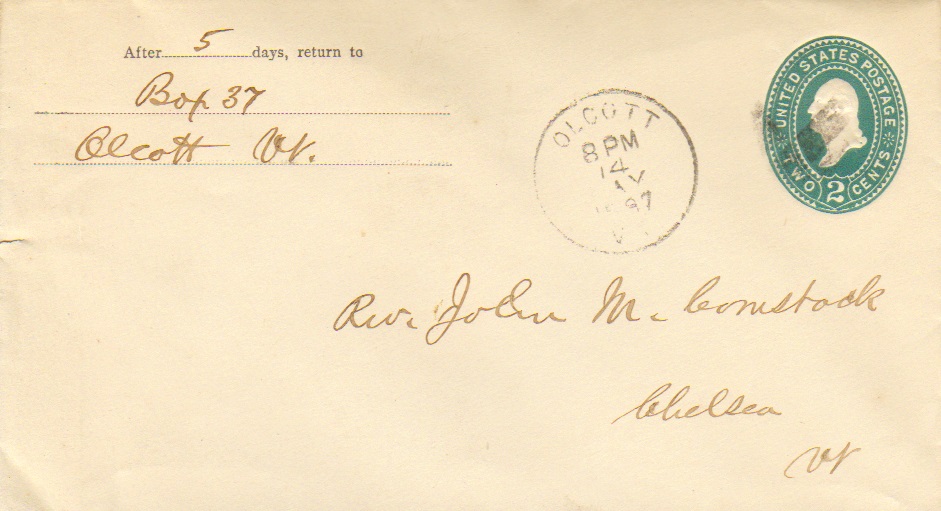 After 5 days, return to
Box 37
Olcott Vt.
OLCOTT
8 PM
14
97
V
UNITED STATES POSTAGE
TWO 2 CENTS
Rev. John M. Comstock
Chelsea
Vt